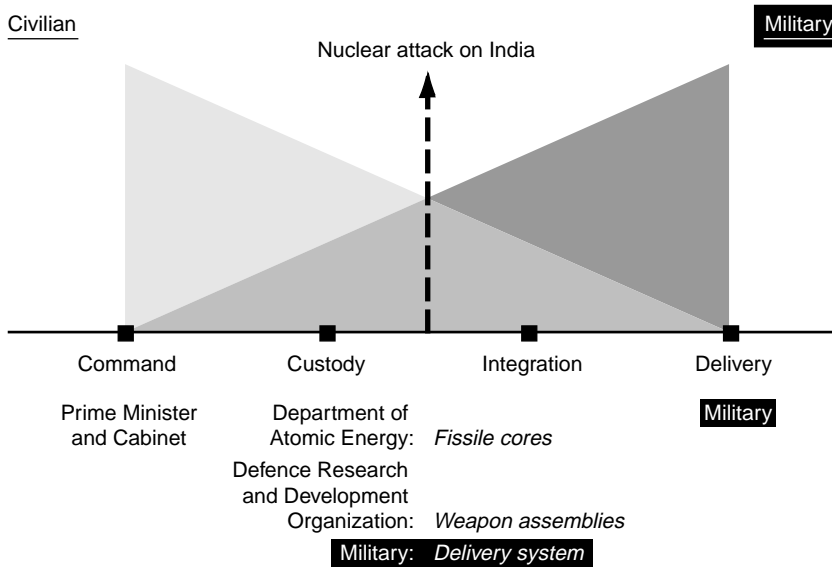 Civilian
Military
Nuclear attack on India
Command
Custody
Integration
Delivery
Prime Minister
and Cabinet
Department of
Atomic Energy: Fissile cores
Defence Research
and Development
Organization: Weapon assemblies
Military: Delivery system
Military